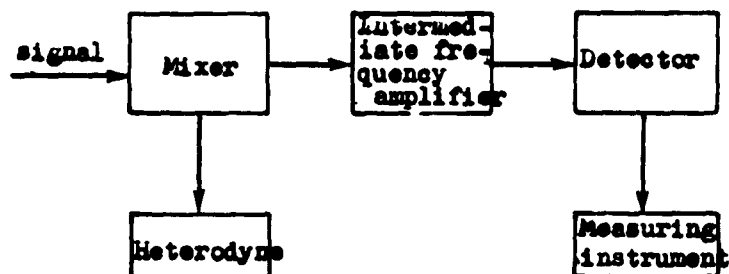 signal
Mixer
Intermed-
iate fre-
quency
amplifier
Detector
Heterodyne
Measuring
instrument